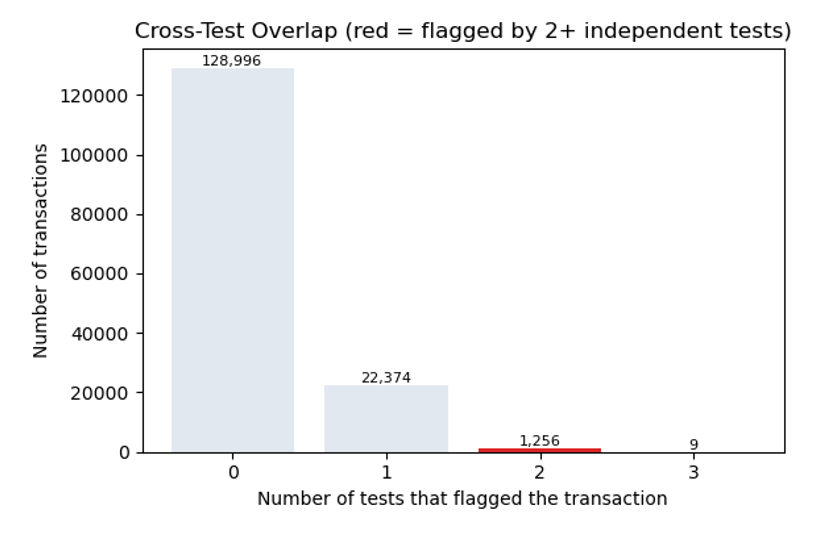 Cross-Test Overlap (red = flagged by 2+ independent tests)
128,996
120000
100000
80000
60000
40000
22,374
20000
1,256
9
0
0 1 2 3
Number of transactions
Number of tests that flagged the transaction